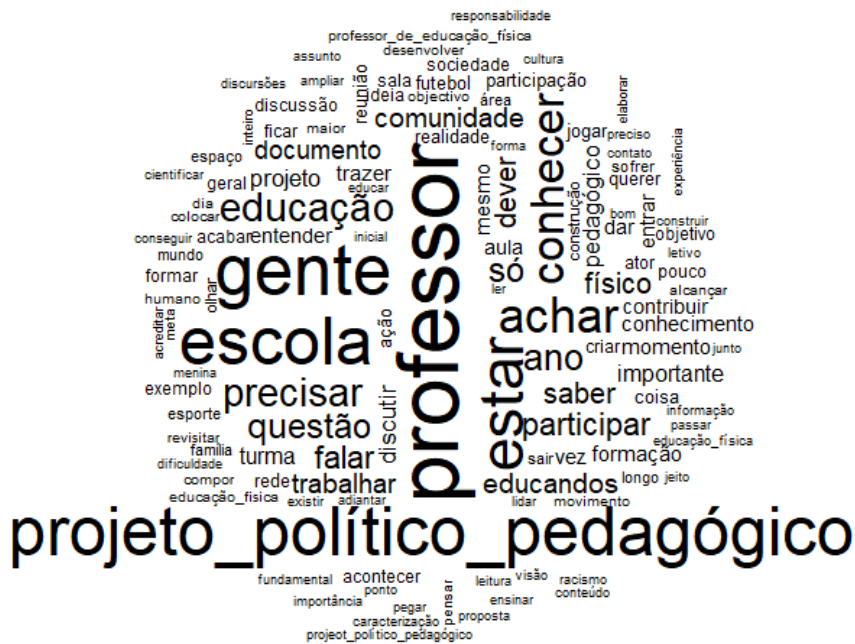 responsabilidade
professor_de_educação_física
desenvolver
assunto
sociedade
cultura
discursões
ampliar
reunião
sala
futebol
participação
ideia
objectivo
área
elaborar
discussão
comunidade
conhecer
inteiro
ficar
maior
realidade
jogar
preciso
forma
espaço
documento
professor
contato
cientificar
geral
projeto
trazer
mesmo
dever
construção
pedagógico
sofrer
querer
experiência
educar
dia
colocar
educação
bom
construir
dar
entrar
objetivo
conseguir
acabar
entender
inicial
aula
mundo
gente
só
ator
letivo
pouco
formar
olhar
ler
físico
alcançar
humano
achar
contribuir
acreditar
meta
escola
ação
estar
conhecimento
ano
criar
momento
junto
menina
importante
exemplo
precisar
saber
coisa
esporte
questão
discutir
participar
informação
passar
revisitar
família
educação_física
dificuldade
turma
falar
sair
vez
formação
compor
rede
trabalhar
educandos
longo
jeito
educação_fisica
existir
adiantar
lidar
movimento
projeto_político_pedagógico
fundamental
acontecer
leitura
visão
racismo
ponto
pensar
conteúdo
importância
pegar
ensinar
caracterização
proposta
projeot_politico_pedagógico